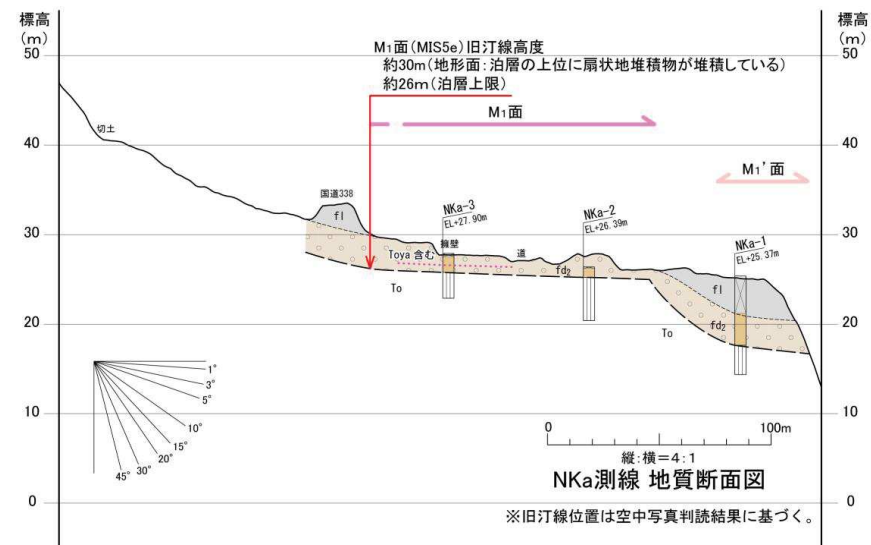 標高
(m)
標高
(m)
50
50
M1面(MIS5e)旧汀線高度
約30m(地形面:泊層の上位に扇状地堆積物が堆積している)
約26m(泊層上限)
M1面
切土
40
40
M1'面
国道338
NKa-3
EL+27.90m
NKa-2
EL+26.39m
NKa-1
EL+25.37m
fl
30
30
擁壁
道
Toya 含む
fd2
fl
To
To
fd2
20
20
1°
3°
5°
10°
15°
20°
30°
45°
10
10
0
100m
縦:横=4:1
NKa測線 地質断面図
0
0
※旧汀線位置は空中写真判読結果に基づく。